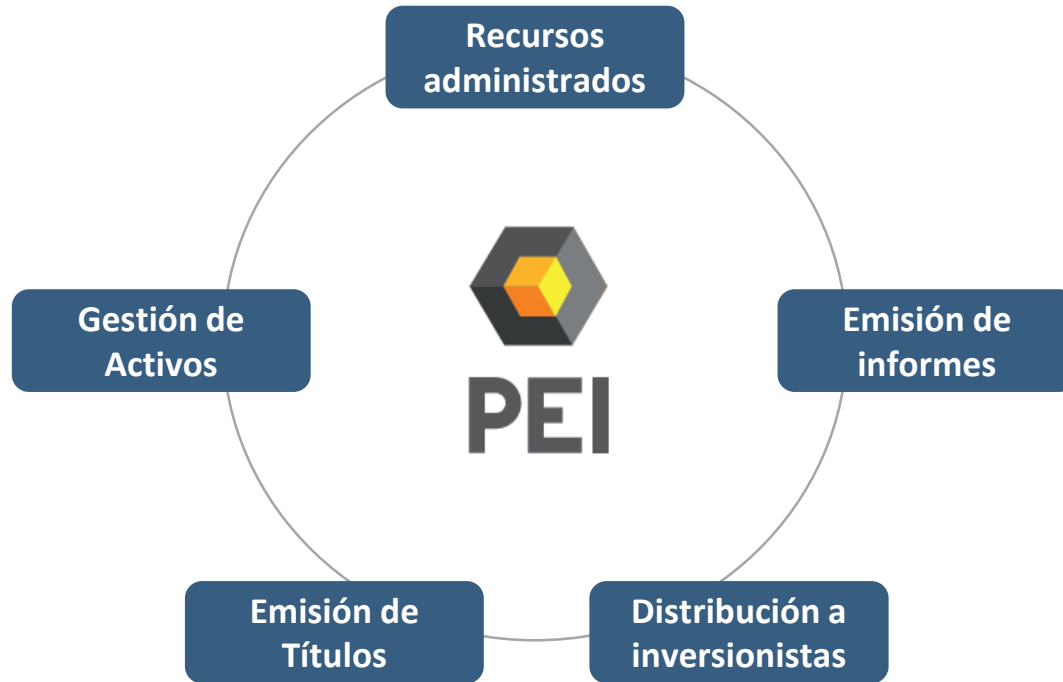 Recursos
administrados
Gestión de
Activos
Emisión de
informes
PEI
Emisión de
Títulos
Distribución a
inversionistas